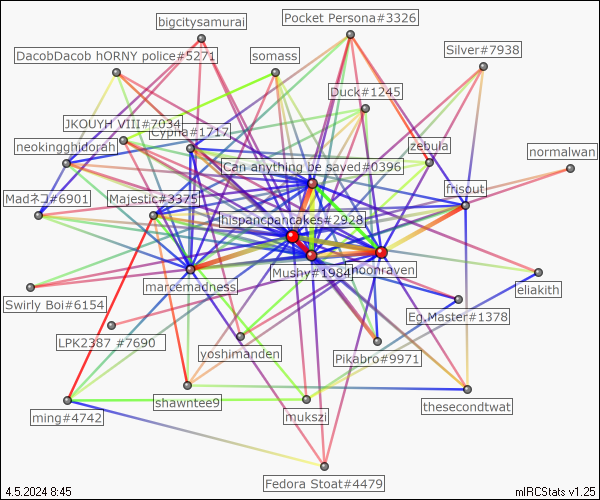 bigcitysamurai
Pocket Persona#3326
DacobDacob hORNY police#5271
somass
Silver#7938
Duck#1245
JKOUYH VIII#7034
Cypha#1717
neokingghidorah
zebula
normalwan
Can anything be saved#0396
Madネコ#6901
Majestic#3375
frisout
hispancpancakes#2928
Mushy#1984
noonraven
marcemadness
eliakith
Swirly Boi#6154
Eg.Master#1378
LPK2387 #7690
yoshimanden
Pikabro#9971
shawntee9
mukszi
thesecondtwat
ming#4742
Fedora Stoat#4479
4.5.2024 8:45
mIRCStats v1.25